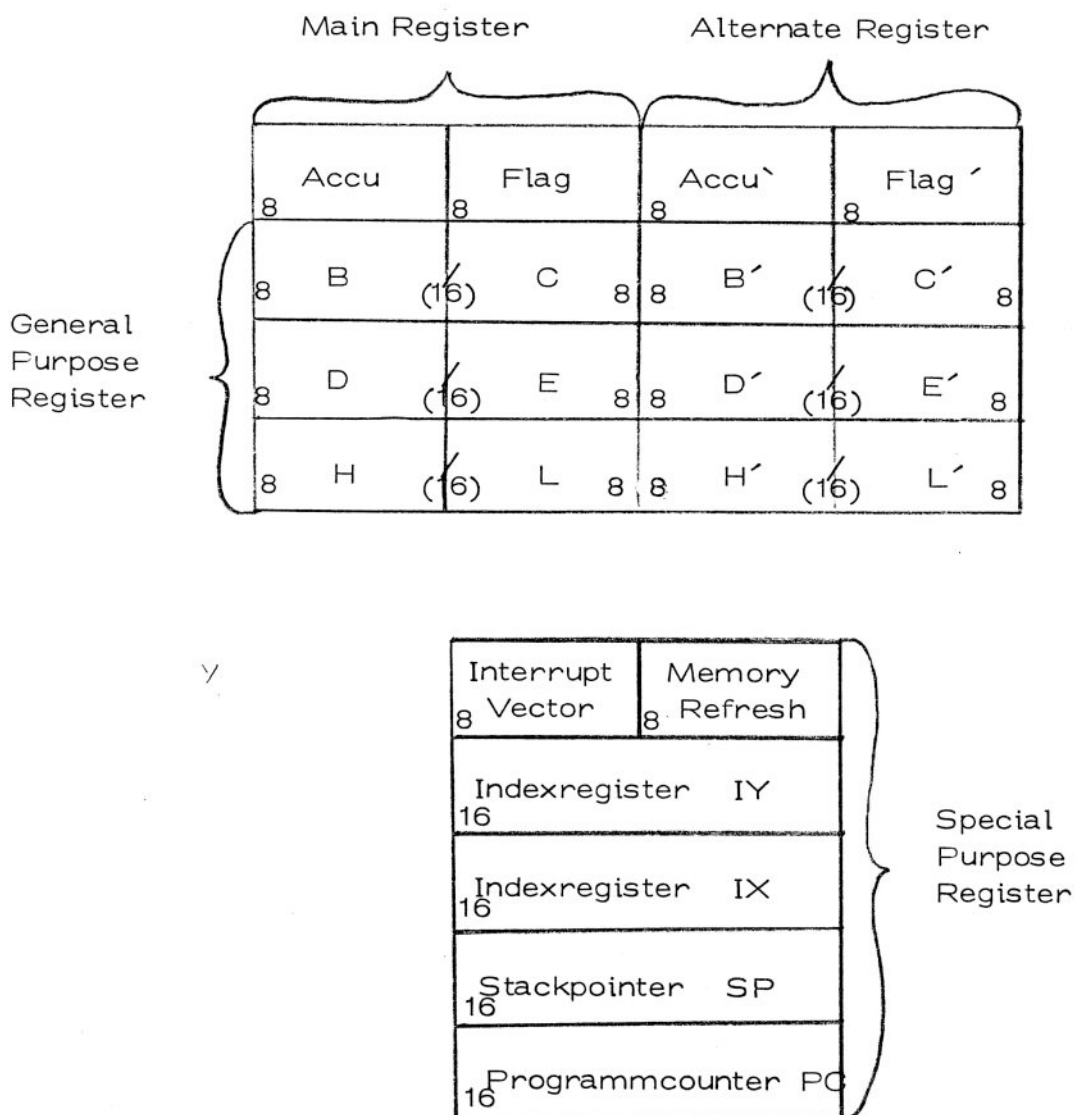 Main Register Alternate Register
Accu Flag Accu` Flag ´
8 8 8 8
B C B´ C´
8 (16) 8 8 (16) 8
General
Purpose
Register
D E D´ E´
8 (16) 8 8 (16) 8
H L H´ L´
8 (16) 8 8 (16) 8
Y
Interrupt Memory
8 Vector 8 Refresh
Indexregister IY
16
Indexregister IX
16
Special
Purpose
Register
Stackpointer SP
16
Programmcounter PC
16